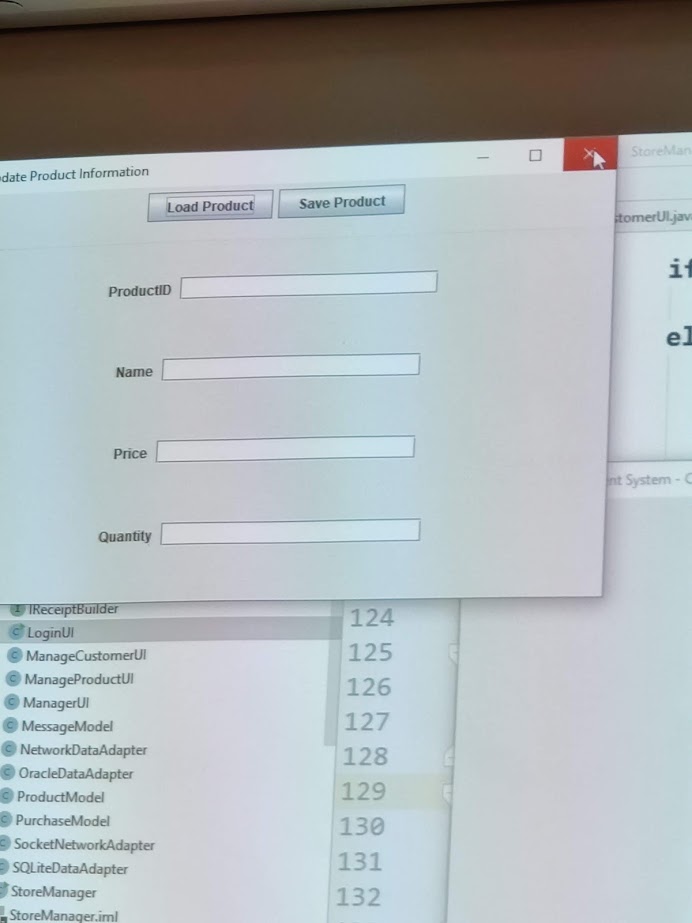 date Product Information
StoreMan
Load Product
Save Product
stomerUI.jav
if
ProductID
el
Name
Price
nt System - C
Quantity
IReceiptBuilder
124
LoginUI
125
ManageCustomerUI
126
ManageProductUI
ManagerUI
127
MessageModel
128
NetworkDataAdapter
OracleDataAdapter
129
ProductModel
130
PurchaseModel
SocketNetworkAdapter
131
SQLiteDataAdapter
132
StoreManager
StoreManager.iml